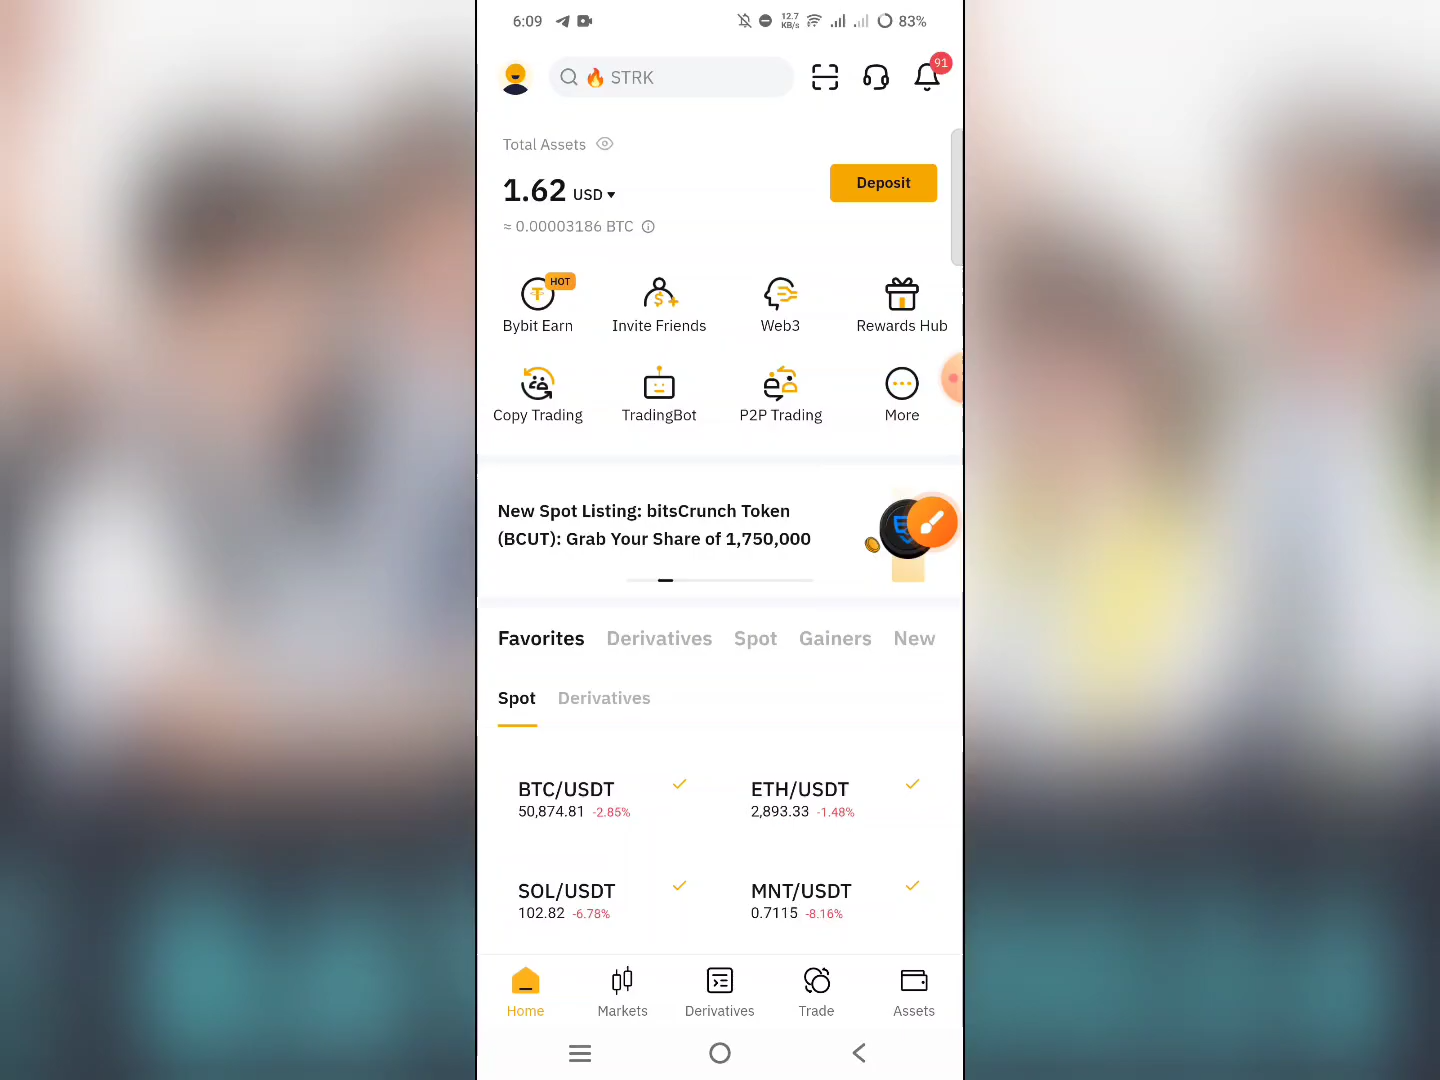 6:09
12.7
KB/s
83%
STRK
91
Total Assets
1.62 USD
Deposit
≈ 0.00003186 BTC
HOT
Bybit Earn
Invite Friends
Web3
Rewards Hub
Copy Trading
TradingBot
P2P Trading
More
New Spot Listing: bitsCrunch Token
(BCUT): Grab Your Share of 1,750,000
Favorites Derivatives Spot Gainers New
Spot Derivatives
BTC/USDT
50,874.81 -2.85%
ETH/USDT
2,893.33 -1.48%
SOL/USDT
102.82 -6.78%
MNT/USDT
0.7115 -8.16%
Home Markets Derivatives Trade Assets